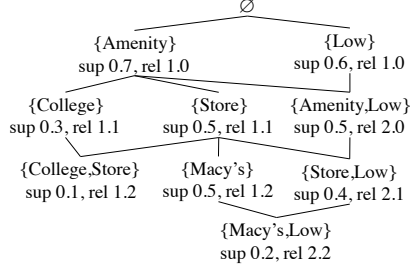 ∅
{Amenity}
sup 0.7, rel 1.0
{Low}
sup 0.6, rel 1.0
{College}
sup 0.3, rel 1.1
{Store}
sup 0.5, rel 1.1
{Amenity,Low}
sup 0.5, rel 2.0
{College,Store}
sup 0.1, rel 1.2
{Macy's}
sup 0.5, rel 1.2
{Store,Low}
sup 0.4, rel 2.1
{Macy's,Low}
sup 0.2, rel 2.2